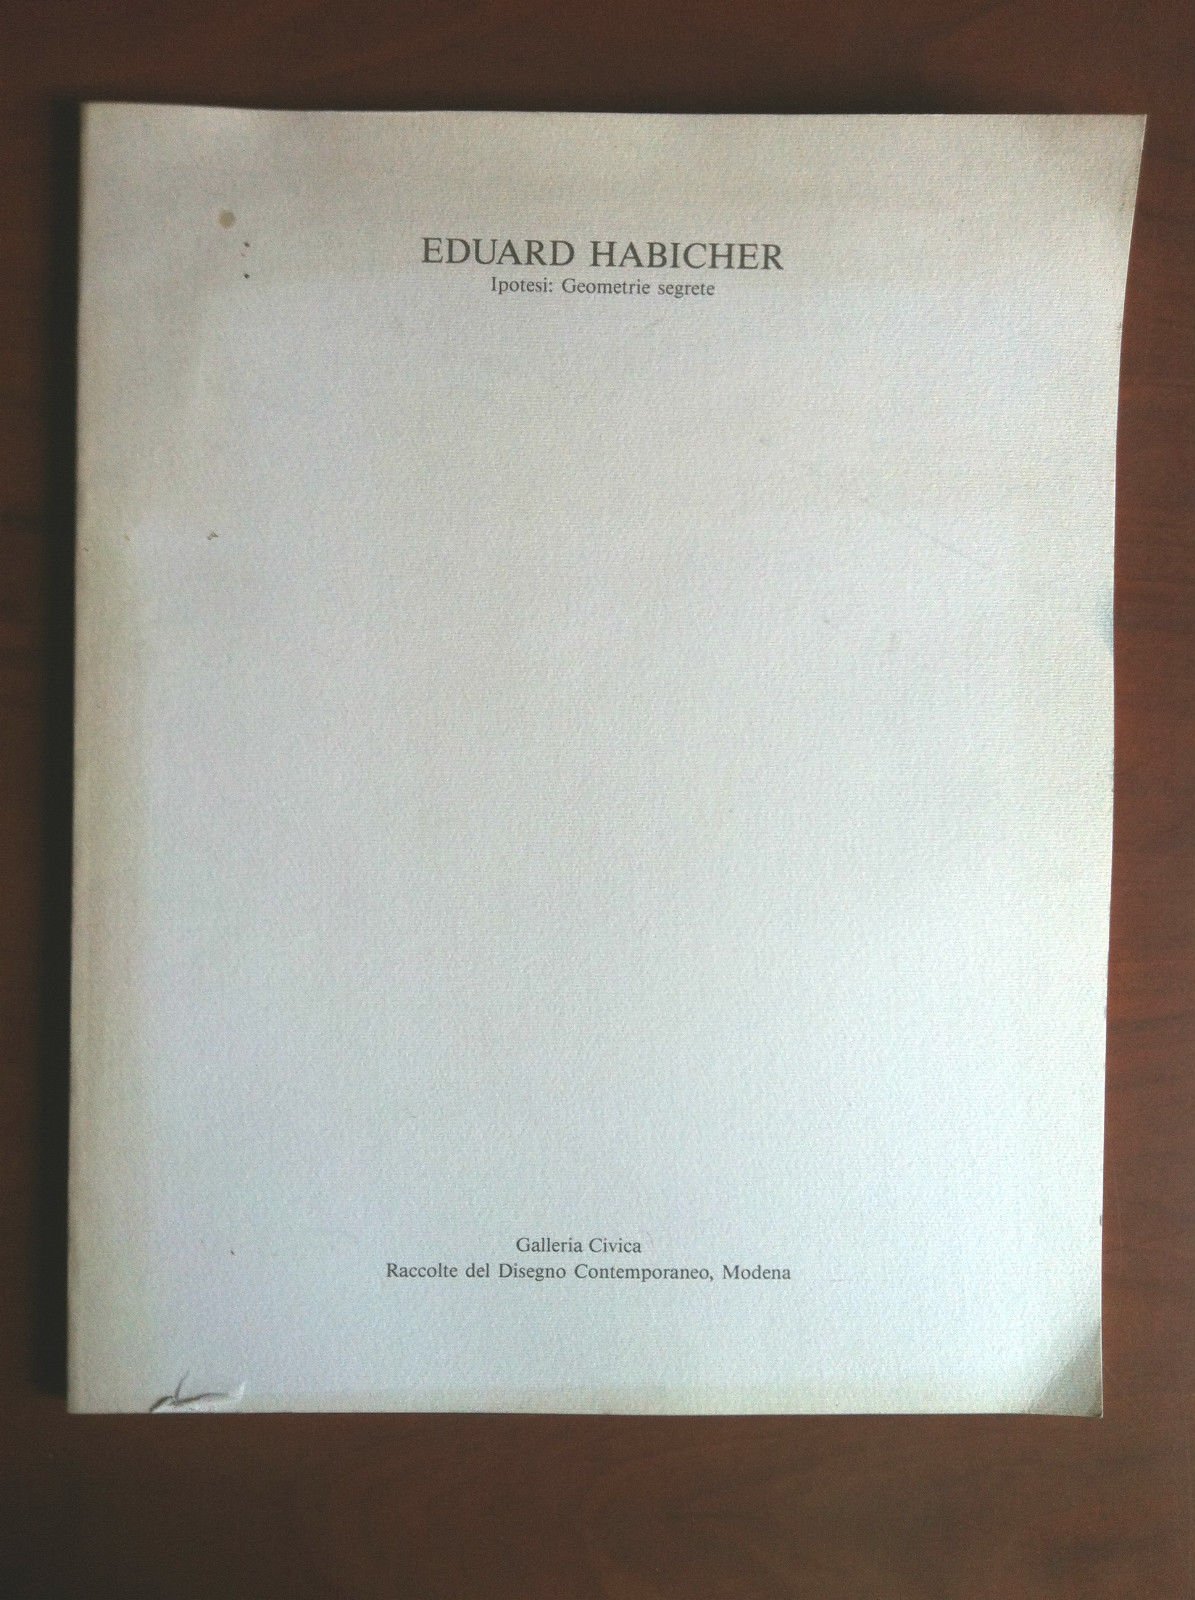 EDUARD HABICHER
Ipotesi: Geometrie segrete
Galleria Civica
Raccolte del Disegno Contemporaneo, Modena